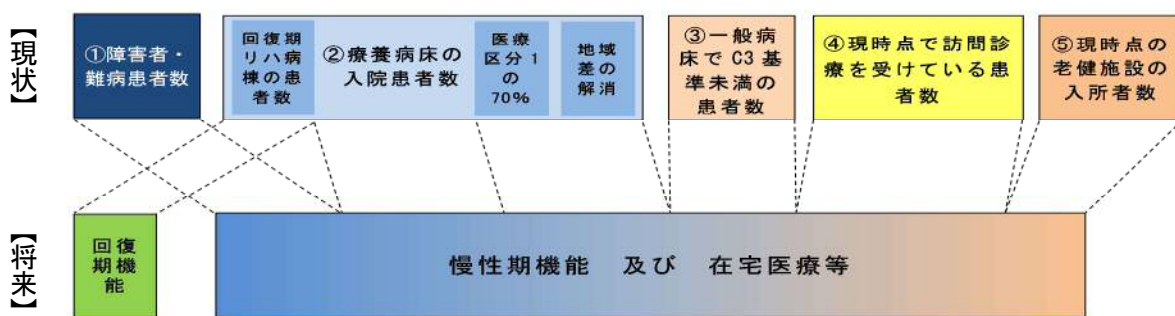 【現状】
①障害者・
難病患者数
回復期
リハ病
棟の患
者数
②療養病床の
入院患者数
医療
区分1
の
70%
地域
差の
解消
③一般病
床でC3基
準未満の
患者数
④現時点で訪問診
療を受けている患
者数
⑤現時点の
老健施設の
入所者数
【将来】
回復
期機
能
慢性期機能 及び 在宅医療等